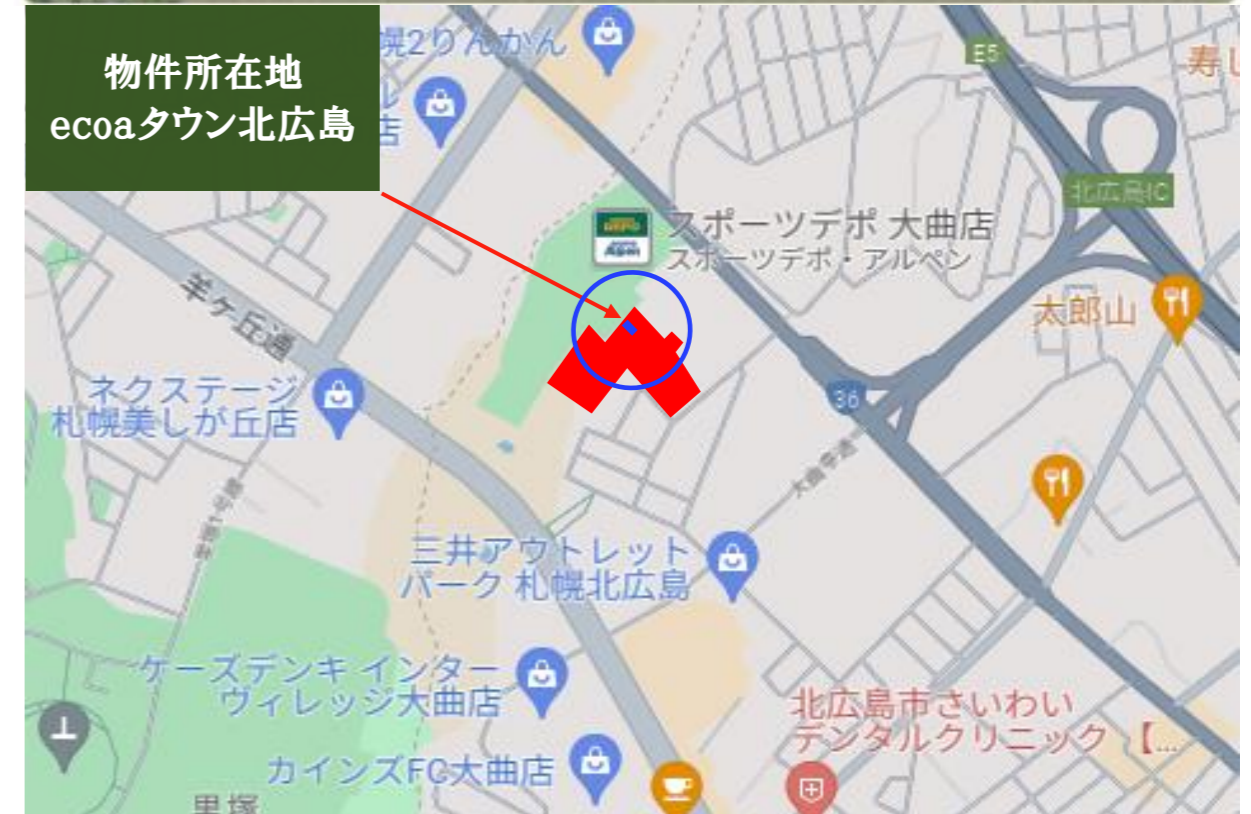 物件所在地
ecoaタウン北広島
幌2りんかん
ル
店
E5
寿し
北広島IC
スポーツデポ 大曲店
スポーツデポ・アルペン
太郎山
羊ケ丘通
ネクステージ
札幌美しが丘店
36
三井アウトレット
パーク 札幌北広島
ケーズデンキ インター
ヴィレッジ大曲店
北広島市さいわい
デンタルクリニック【...
カインズFC大曲店
里塚